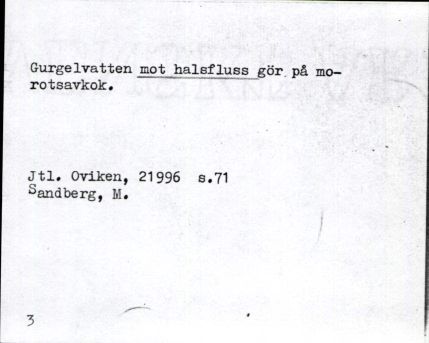 Gurgelvatten mot halsfluss gör på mo-
rotsavkok.
Jtl. Oviken, 21996 s.71
Sandberg, M.
3